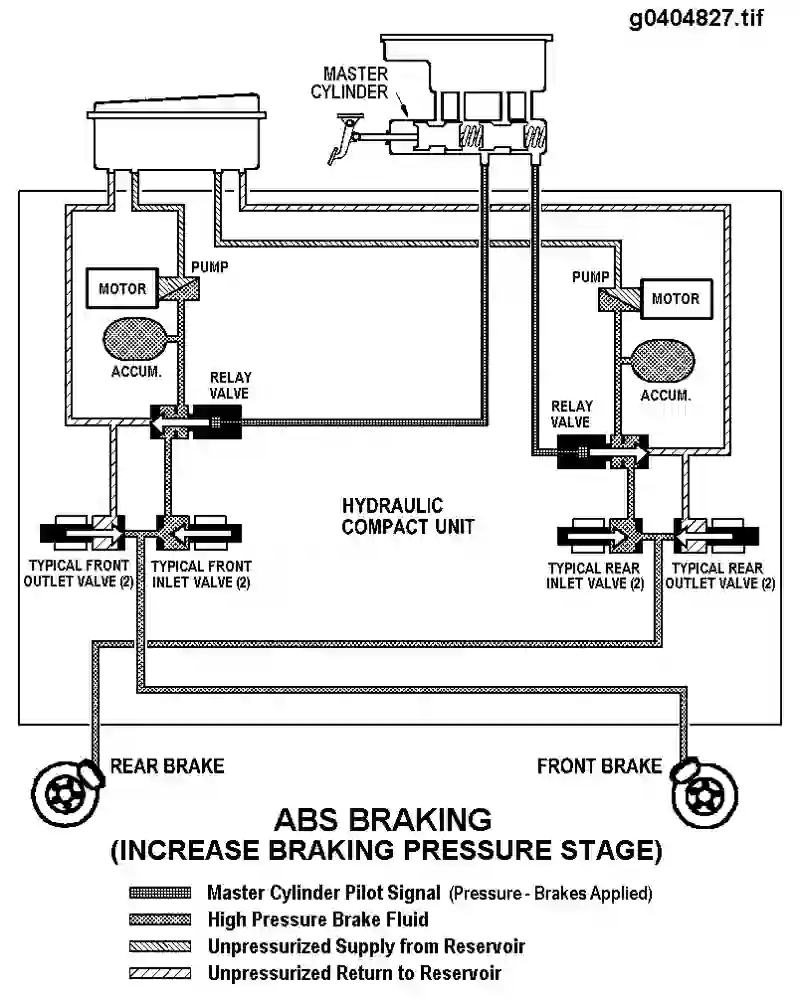 g0404827.tif
MASTER
CYLINDER
PUMP
MOTOR
ACCUM.
RELAY
VALVE
PUMP
MOTOR
ACCUM.
RELAY
VALVE
HYDRAULIC
COMPACT UNIT
TYPICAL FRONT
OUTLET VALVE (2)
TYPICAL FRONT
INLET VALVE (2)
TYPICAL REAR
INLET VALVE (2)
TYPICAL REAR
OUTLET VALVE (2)
REAR BRAKE
FRONT BRAKE
ABS BRAKING
(INCREASE BRAKING PRESSURE STAGE)
Master Cylinder Pilot Signal (Pressure - Brakes Applied)
High Pressure Brake Fluid
Unpressurized Supply from Reservoir
Unpressurized Return to Reservoir